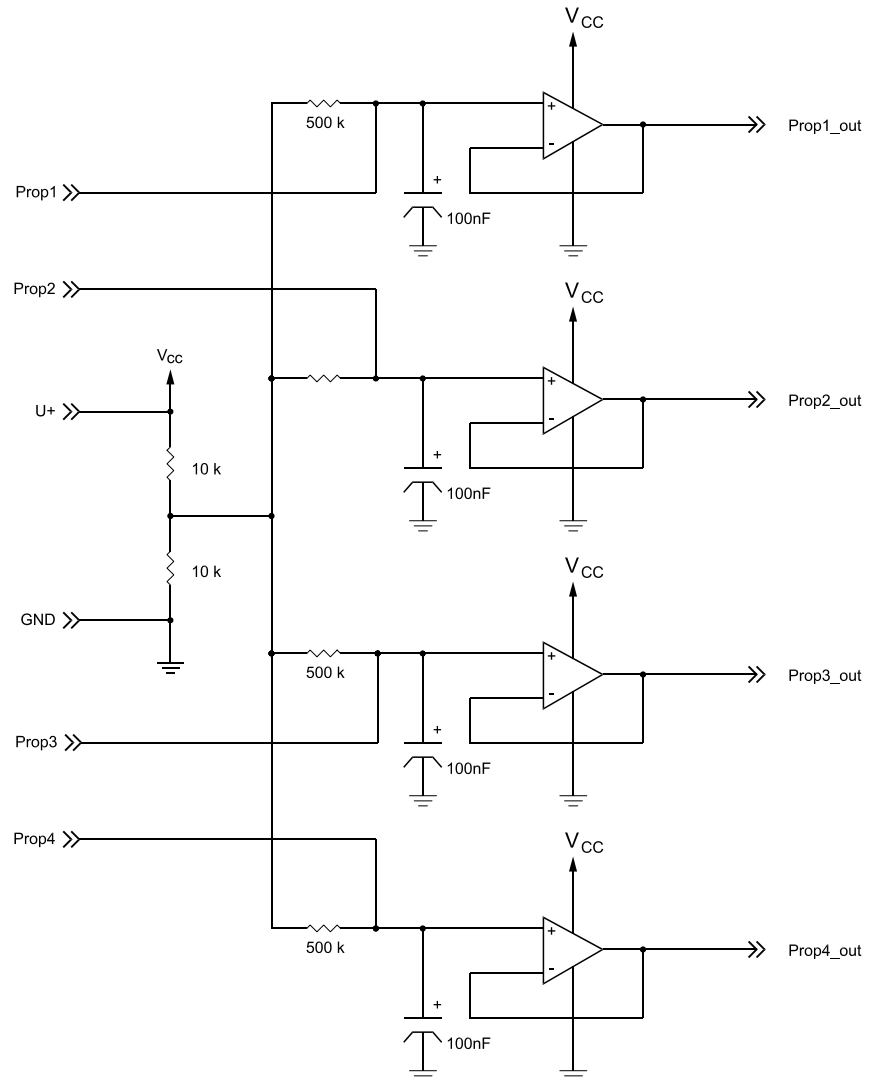 VCC
+
500 k
-
Prop1_out
+
Prop1
100nF
Prop2
VCC
VCC
+
U+
-
Prop2_out
+
10 k
100nF
10 k
VCC
GND
+
500 k
-
Prop3_out
+
Prop3
100nF
Prop4
VCC
+
500 k
-
Prop4_out
+
100nF